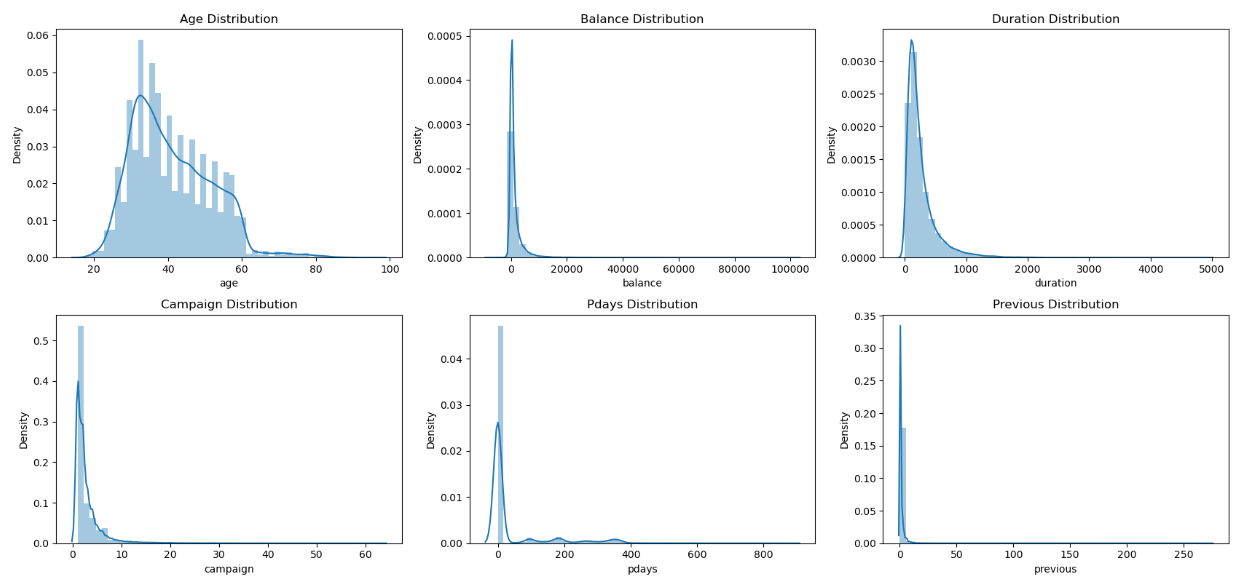 Age Distribution
0.06
0.05
0.04
0.03
0.02
0.01
0.00
Density
20 40 60 80 100
age
Balance Distribution
0.0005
0.0004
0.0003
0.0002
0.0001
0.0000
Density
0 20000 40000 60000 80000 100000
balance
Duration Distribution
0.0030
0.0025
0.0020
0.0015
0.0010
0.0005
0.0000
Density
0 1000 2000 3000 4000 5000
duration
Campaign Distribution
0.5
0.4
0.3
0.2
0.1
0.0
Density
0 10 20 30 40 50 60
campaign
Pdays Distribution
0.04
0.03
0.02
0.01
0.00
Density
0 200 400 600 800
pdays
Previous Distribution
0.35
0.30
0.25
0.20
0.15
0.10
0.05
0.00
Density
0 50 100 150 200 250
previous